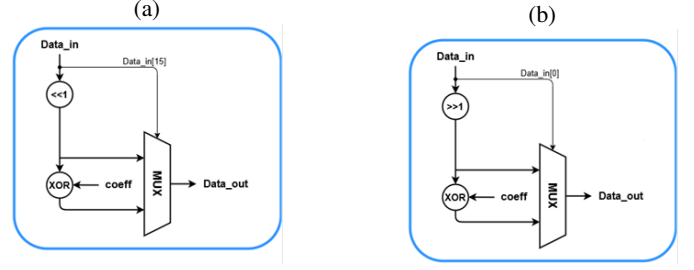 (a)
Data_in
Data_in[15]
<<1
MUX
XOR
coeff
Data_out
(b)
Data_in
Data_in[0]
>>1
MUX
XOR
coeff
Data_out